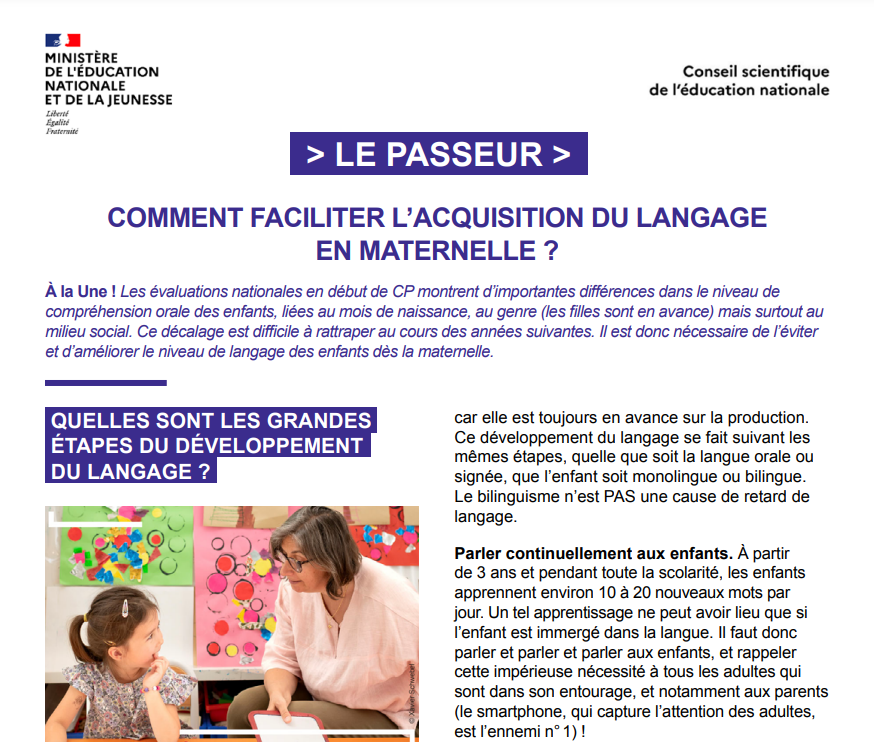 MINISTÈRE
DE L'ÉDUCATION
NATIONALE
ET DE LA JEUNESSE
Liberté
Égalité
Fraternité
Conseil scientifique
de l'éducation nationale
> LE PASSEUR >
COMMENT FACILITER L'ACQUISITION DU LANGAGE
EN MATERNELLE ?
À la Une ! Les évaluations nationales en début de CP montrent d'importantes différences dans le niveau de
compréhension orale des enfants, liées au mois de naissance, au genre (les filles sont en avance) mais surtout au
milieu social. Ce décalage est difficile à rattraper au cours des années suivantes. Il est donc nécessaire de l'éviter
et d'améliorer le niveau de langage des enfants dès la maternelle.
QUELLES SONT LES GRANDES
ÉTAPES DU DÉVELOPPEMENT
DU LANGAGE ?
© Xavier Schwebel
car elle est toujours en avance sur la production.
Ce développement du langage se fait suivant les
mêmes étapes, quelle que soit la langue orale ou
signée, que l'enfant soit monolingue ou bilingue.
Le bilinguisme n'est PAS une cause de retard de
langage.
Parler continuellement aux enfants. À partir
de 3 ans et pendant toute la scolarité, les enfants
apprennent environ 10 à 20 nouveaux mots par
jour. Un tel apprentissage ne peut avoir lieu que si
l'enfant est immergé dans la langue. Il faut donc
parler et parler et parler aux enfants, et rappeler
cette impérieuse nécessité à tous les adultes qui
sont dans son entourage, et notamment aux parents
(le smartphone, qui capture l'attention des adultes,
est l'ennemi n° 1) !